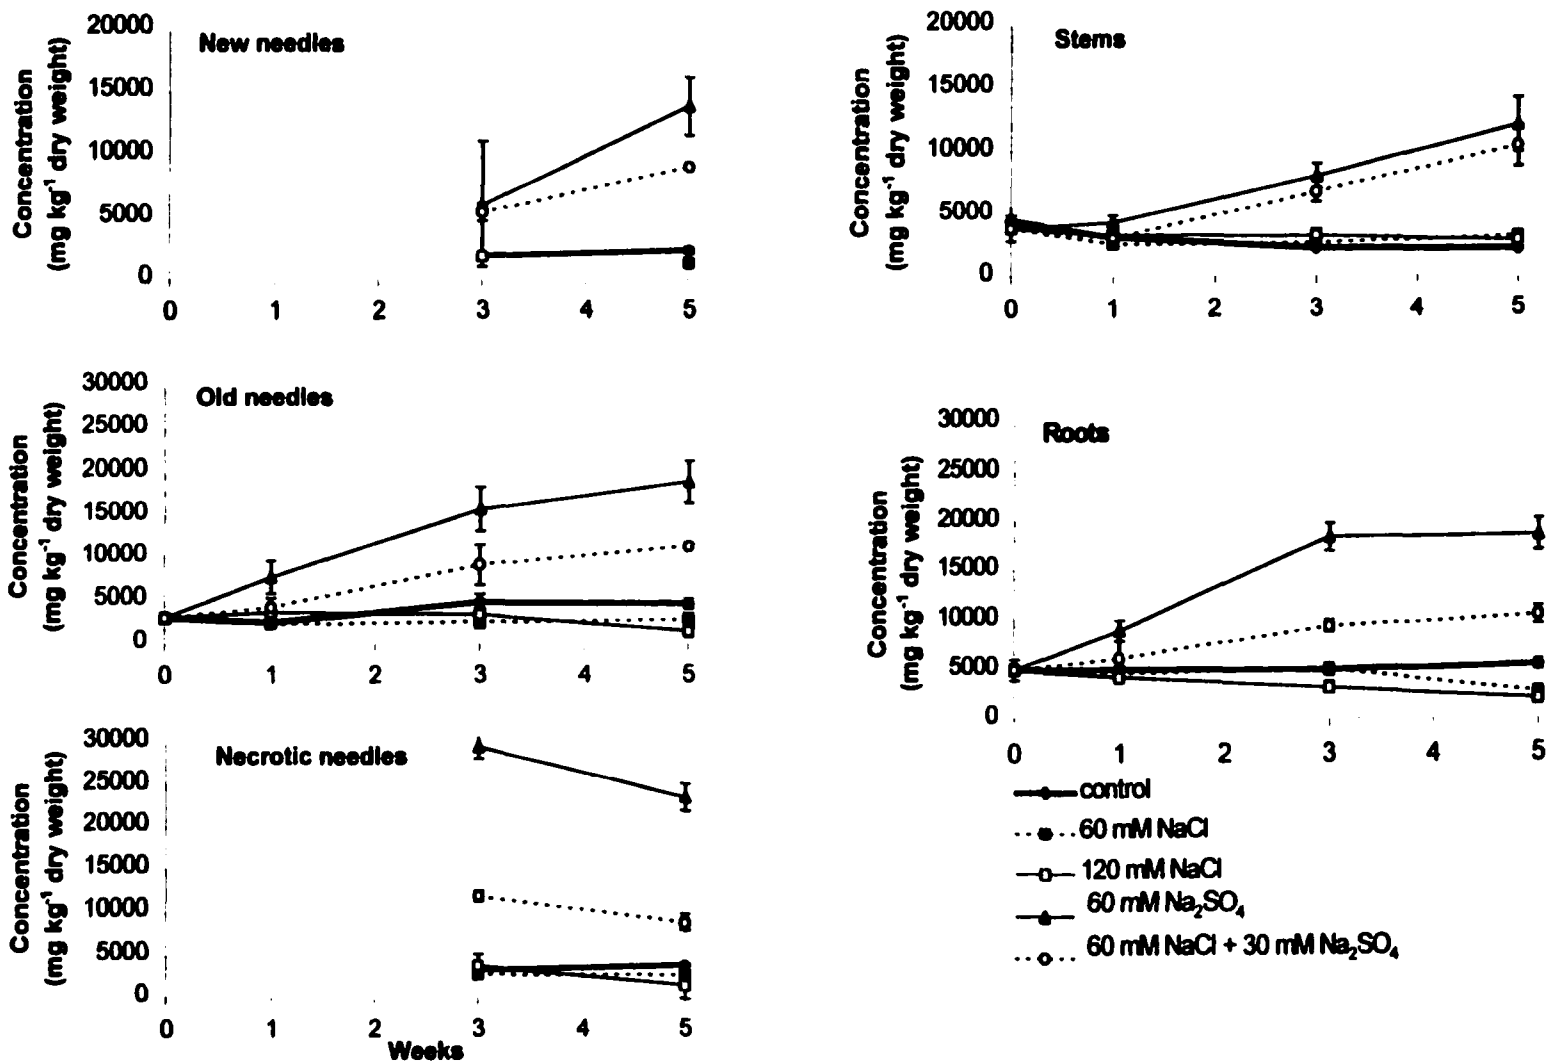 New needles
Concentration
(mg kg⁻¹ dry weight)
20000
15000
10000
5000
0
0 1 2 3 4 5
Stems
Concentration
(mg kg⁻¹ dry weight)
20000
15000
10000
5000
0
0 1 2 3 4 5
Old needles
Concentration
(mg kg⁻¹ dry weight)
30000
25000
20000
15000
10000
5000
0
0 1 2 3 4 5
Roots
Concentration
(mg kg⁻¹ dry weight)
30000
25000
20000
15000
10000
5000
0
0 1 2 3 4 5
Necrotic needles
Concentration
(mg kg⁻¹ dry weight)
30000
25000
20000
15000
10000
5000
0
0 1 2 3 4 5
Weeks
control
60 mM NaCl
120 mM NaCl
60 mM Na₂SO₄
60 mM NaCl + 30 mM Na₂SO₄